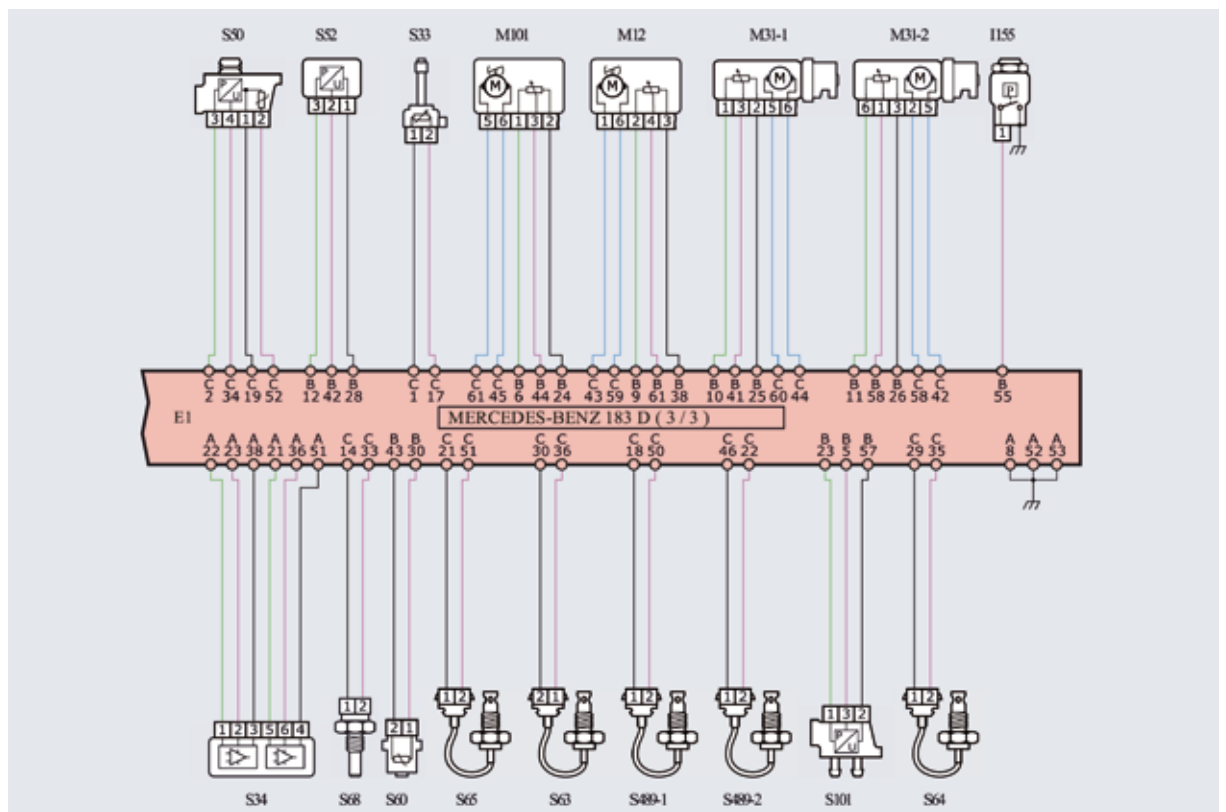 S50 S52 S33 M101 M12 M31-1 M31-2 I155
P U P U M M M M P
3 4 1 2 3 2 1 1 2 5 6 1 3 2 1 6 2 4 3 1 3 2 5 6 6 1 3 2 5 1
C C C C B B B C C C C B B B C C B B B B B B C C B B B C C B
2 34 19 52 12 42 28 1 17 61 45 6 44 24 43 59 9 61 38 10 41 25 60 44 11 58 26 58 42 55
E1 MERCEDES-BENZ 183 D ( 3 / 3 )
A A A A A A C C B B C C C C C C C C B B B C C A A A
22 23 38 21 36 51 14 33 43 30 21 51 30 36 18 50 46 22 23 5 57 29 35 8 52 53
1 2 3 5 6 4 1 2 2 1 1 2 2 1 1 2 1 2 1 3 2 1 2
P U
S34 S68 S60 S65 S63 S489-1 S489-2 S101 S64